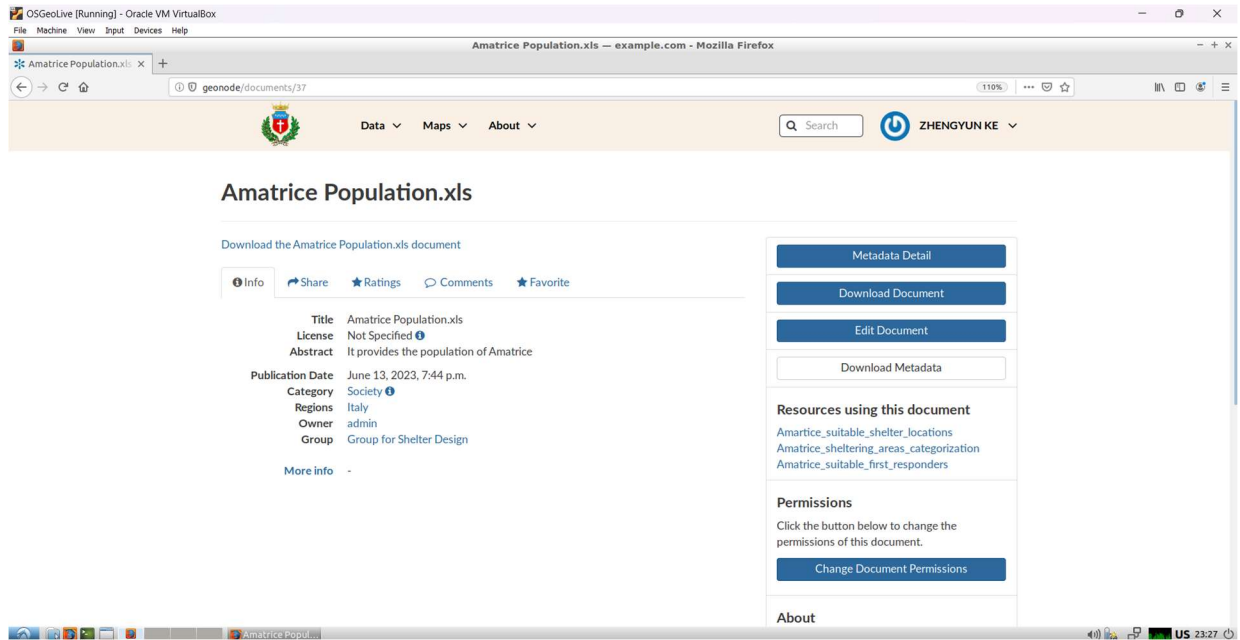 OSGeoLive [Running] - Oracle VM VirtualBox
File Machine View Input Devices Help
Amatrice Population.xls — example.com - Mozilla Firefox
Amatrice Population.xls
geonode/documents/37
110%
Data Maps About Search ZHENGYUN KE
Amatrice Population.xls
Download the Amatrice Population.xls document
Info Share Ratings Comments Favorite
Title Amatrice Population.xls
License Not Specified
Abstract It provides the population of Amatrice
Publication Date June 13, 2023, 7:44 p.m.
Category Society
Regions Italy
Owner admin
Group Group for Shelter Design
More info -
Metadata Detail
Download Document
Edit Document
Download Metadata
Resources using this document
Amartice_suitable_shelter_locations
Amatrice_sheltering_areas_categorization
Amatrice_suitable_first_responders
Permissions
Click the button below to change the
permissions of this document.
Change Document Permissions
About
Amatrice Popul...
US 23:27